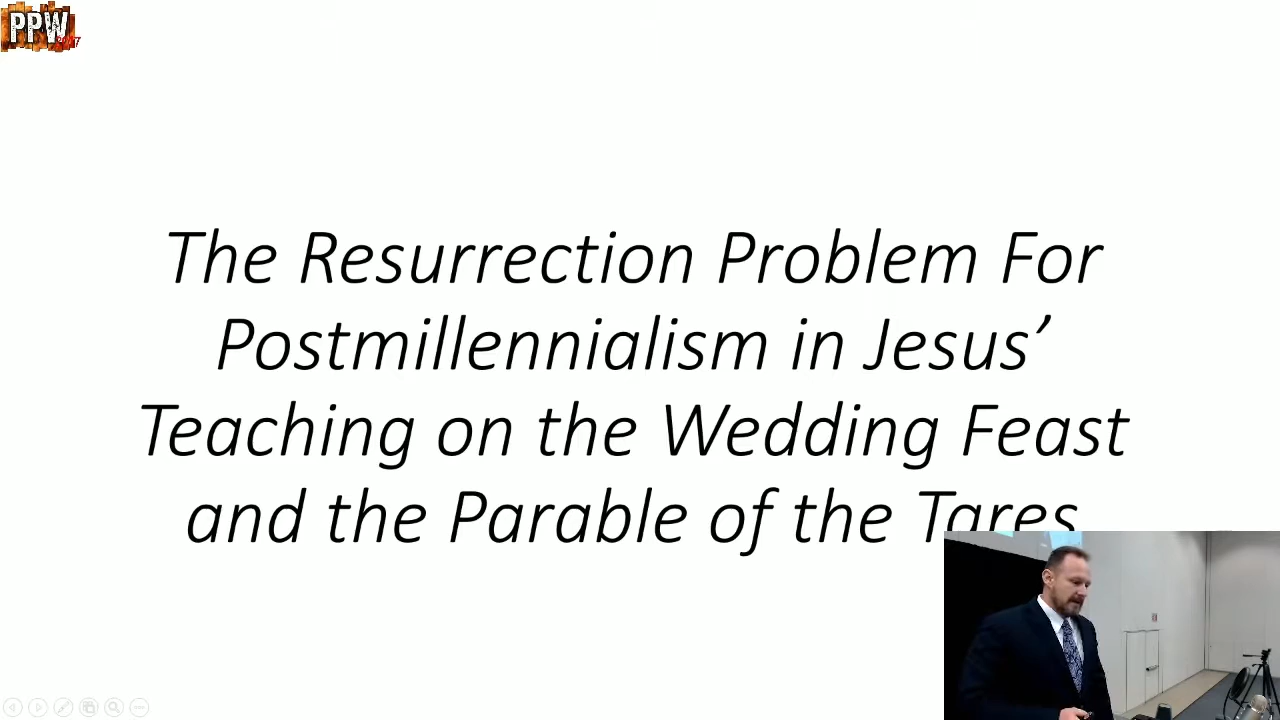 PPW
2017
The Resurrection Problem For
Postmillennialism in Jesus’
Teaching on the Wedding Feast
and the Parable of the Tares